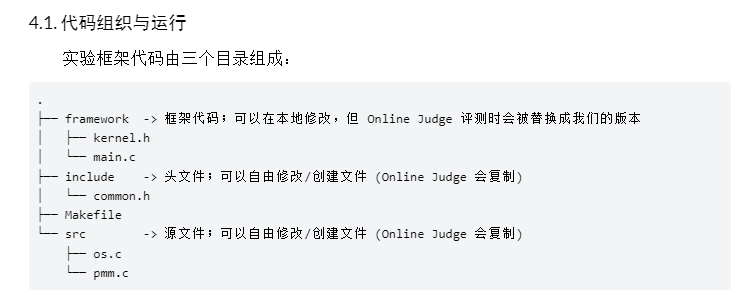 4.1. 代码组织与运行
实验框架代码由三个目录组成：
.
├── framework  -> 框架代码；可以在本地修改，但 Online Judge 评测时会被替换成我们的版本
│   ├── kernel.h
│   └── main.c
├── include    -> 头文件；可以自由修改/创建文件 (Online Judge 会复制)
│   └── common.h
├── Makefile
└── src        -> 源文件；可以自由修改/创建文件 (Online Judge 会复制)
    ├── os.c
    └── pmm.c